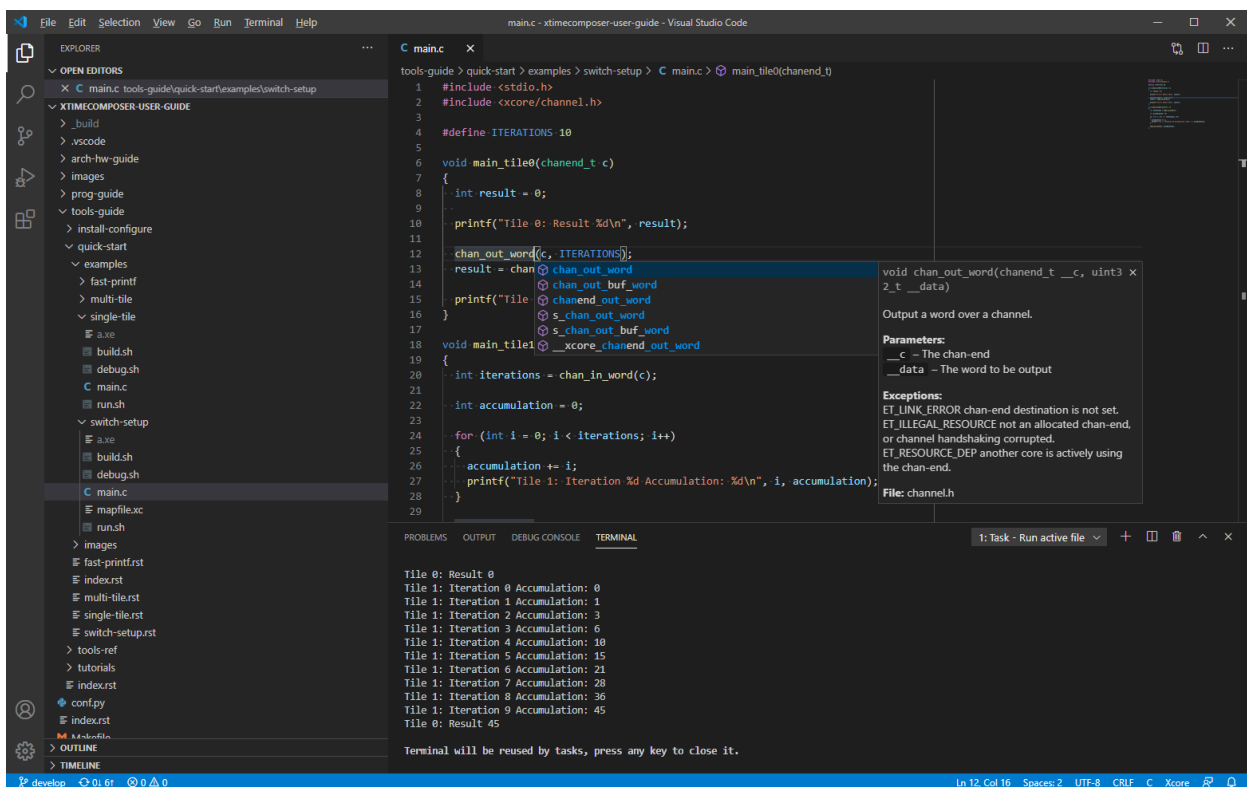 File Edit Selection View Go Run Terminal Help
main.c - xtimecomposer-user-guide - Visual Studio Code
EXPLORER
OPEN EDITORS
C main.c tools-guide\quick-start\examples\switch-setup
XTIMECOMPOSER-USER-GUIDE
_build
.vscode
arch-hw-guide
images
prog-guide
tools-guide
install-configure
quick-start
examples
fast-printf
multi-tile
single-tile
a.xe
build.sh
debug.sh
C main.c
run.sh
switch-setup
a.xe
build.sh
debug.sh
C main.c
mapfile.xc
run.sh
images
fast-printf.rst
index.rst
multi-tile.rst
single-tile.rst
switch-setup.rst
tools-ref
tutorials
index.rst
conf.py
index.rst
Makefile
OUTLINE
TIMELINE
C main.c
tools-guide > quick-start > examples > switch-setup > C main.c > main_tile0(chanend_t)
1 #include <stdio.h>
2 #include <xcore/channel.h>
3
4 #define ITERATIONS 10
5
6 void main_tile0(chanend_t c)
7 {
8 int result = 0;
9
10 printf("Tile 0: Result %d\n", result);
11
12 chan_out_word(c, ITERATIONS);
13 result = chan
14
15 printf("Tile
16 }
17
18 void main_tile1
19 {
20 int iterations = chan_in_word(c);
21
22 int accumulation = 0;
23
24 for (int i = 0; i < iterations; i++)
25 {
26 accumulation += i;
27 printf("Tile 1: Iteration %d Accumulation: %d\n", i, accumulation);
28 }
29
chan_out_word
chan_out_buf_word
chanend_out_word
s_chan_out_word
s_chan_out_buf_word
__xcore_chanend_out_word
void chan_out_word(chanend_t __c, uint3
2_t __data)
Output a word over a channel.
Parameters:
__c – The chan-end
__data – The word to be output
Exceptions:
ET_LINK_ERROR chan-end destination is not set.
ET_ILLEGAL_RESOURCE not an allocated chan-end,
or channel handshaking corrupted.
ET_RESOURCE_DEP another core is actively using
the chan-end.
File: channel.h
PROBLEMS OUTPUT DEBUG CONSOLE TERMINAL
1: Task - Run active file
Tile 0: Result 0
Tile 1: Iteration 0 Accumulation: 0
Tile 1: Iteration 1 Accumulation: 1
Tile 1: Iteration 2 Accumulation: 3
Tile 1: Iteration 3 Accumulation: 6
Tile 1: Iteration 4 Accumulation: 10
Tile 1: Iteration 5 Accumulation: 15
Tile 1: Iteration 6 Accumulation: 21
Tile 1: Iteration 7 Accumulation: 28
Tile 1: Iteration 8 Accumulation: 36
Tile 1: Iteration 9 Accumulation: 45
Tile 0: Result 45
Terminal will be reused by tasks, press any key to close it.
develop 0↓ 6↑ 0 0
Ln 12, Col 16 Spaces: 2 UTF-8 CRLF C Xcore